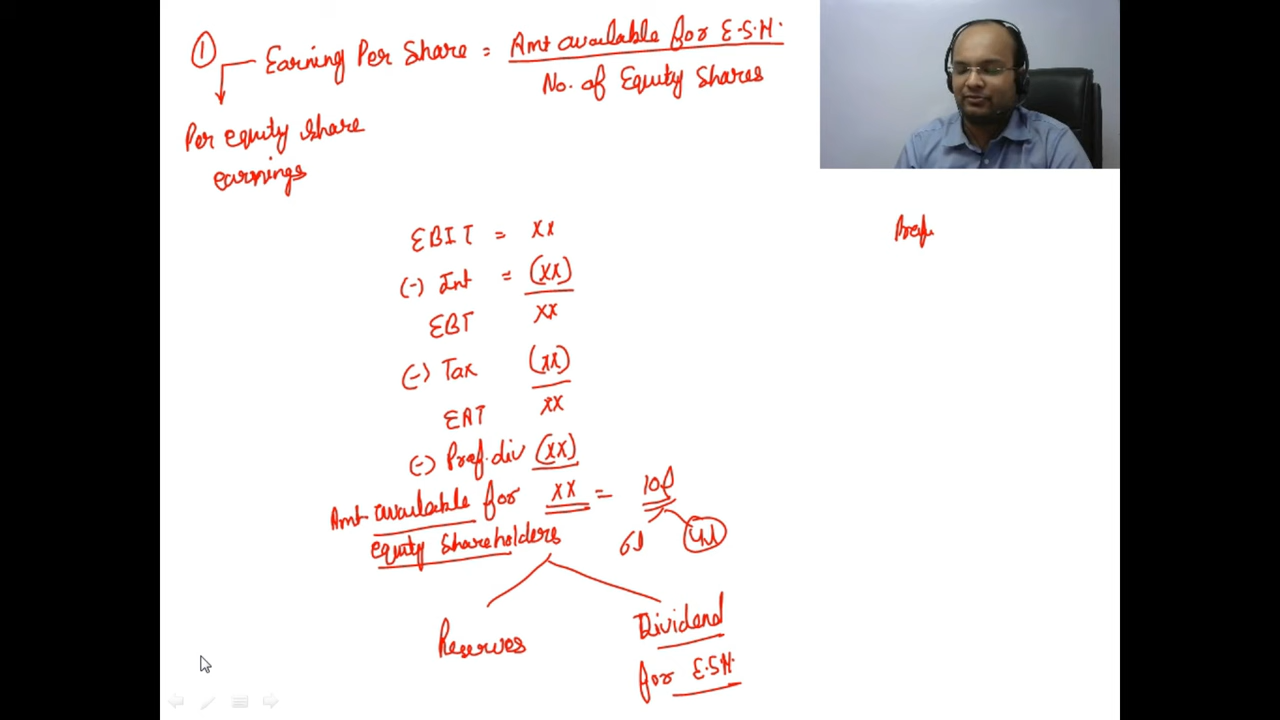 ① Earning Per Share = Amt available for E.S.H.
No. of Equity Shares
Per equity share
earnings
EBIT = xx
(-) Int = (xx)
EBT xx
(-) Tax (xx)
EAT xx
(-) Pref. div (xx)
Amt available for xx = 10l
equity shareholders
6l 4l
Reserves
Dividend
for E.S.H.
Pref